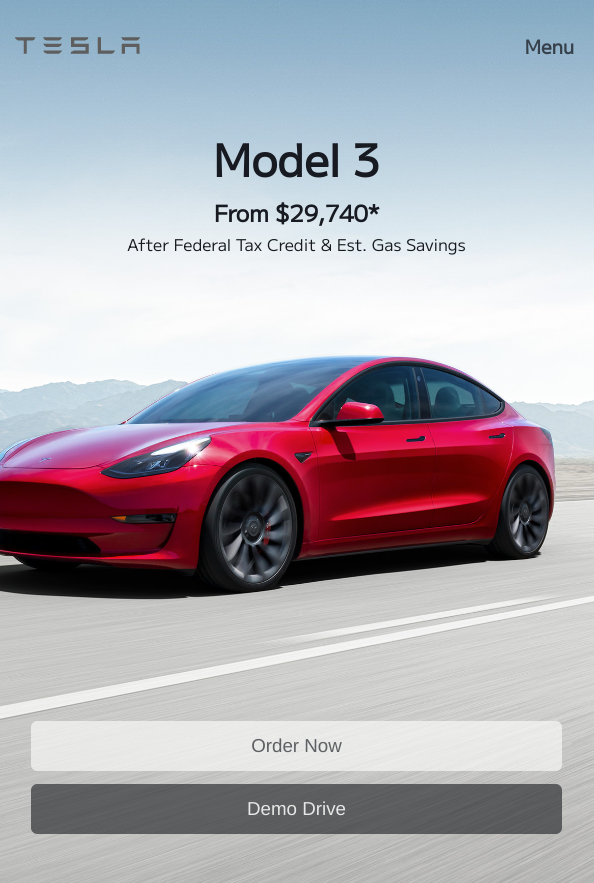 TESLA
Menu
Model 3
From $29,740*
After Federal Tax Credit & Est. Gas Savings
Order Now
Demo Drive